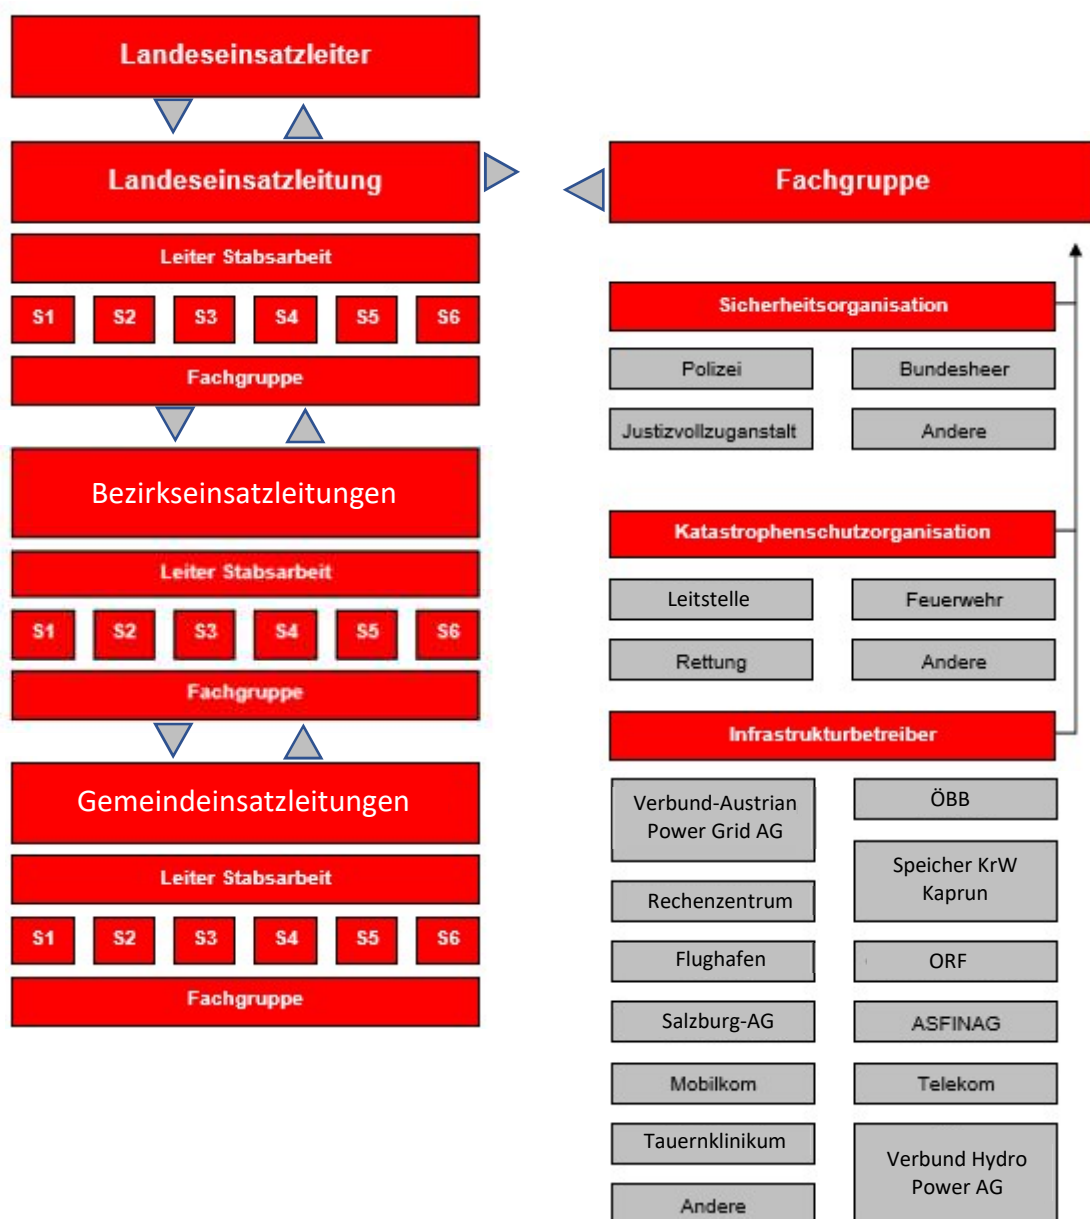 Landeseinsatzleiter
Landeseinsatzleitung
Leiter Stabsarbeit
S1 S2 S3 S4 S5 S6
Fachgruppe
Bezirkseinsatzleitungen
Leiter Stabsarbeit
S1 S2 S3 S4 S5 S6
Fachgruppe
Gemeindeinsatzleitungen
Leiter Stabsarbeit
S1 S2 S3 S4 S5 S6
Fachgruppe
Fachgruppe
Sicherheitsorganisation
Polizei Bundesheer
Justizvollzuganstalt Andere
Katastrophenschutzorganisation
Leitstelle Feuerwehr
Rettung Andere
Infrastrukturbetreiber
Verbund-Austrian
Power Grid AG
ÖBB
Rechenzentrum
Speicher KrW
Kaprun
Flughafen ORF
Salzburg-AG ASFINAG
Mobilkom Telekom
Tauernklinikum
Verbund Hydro
Power AG
Andere